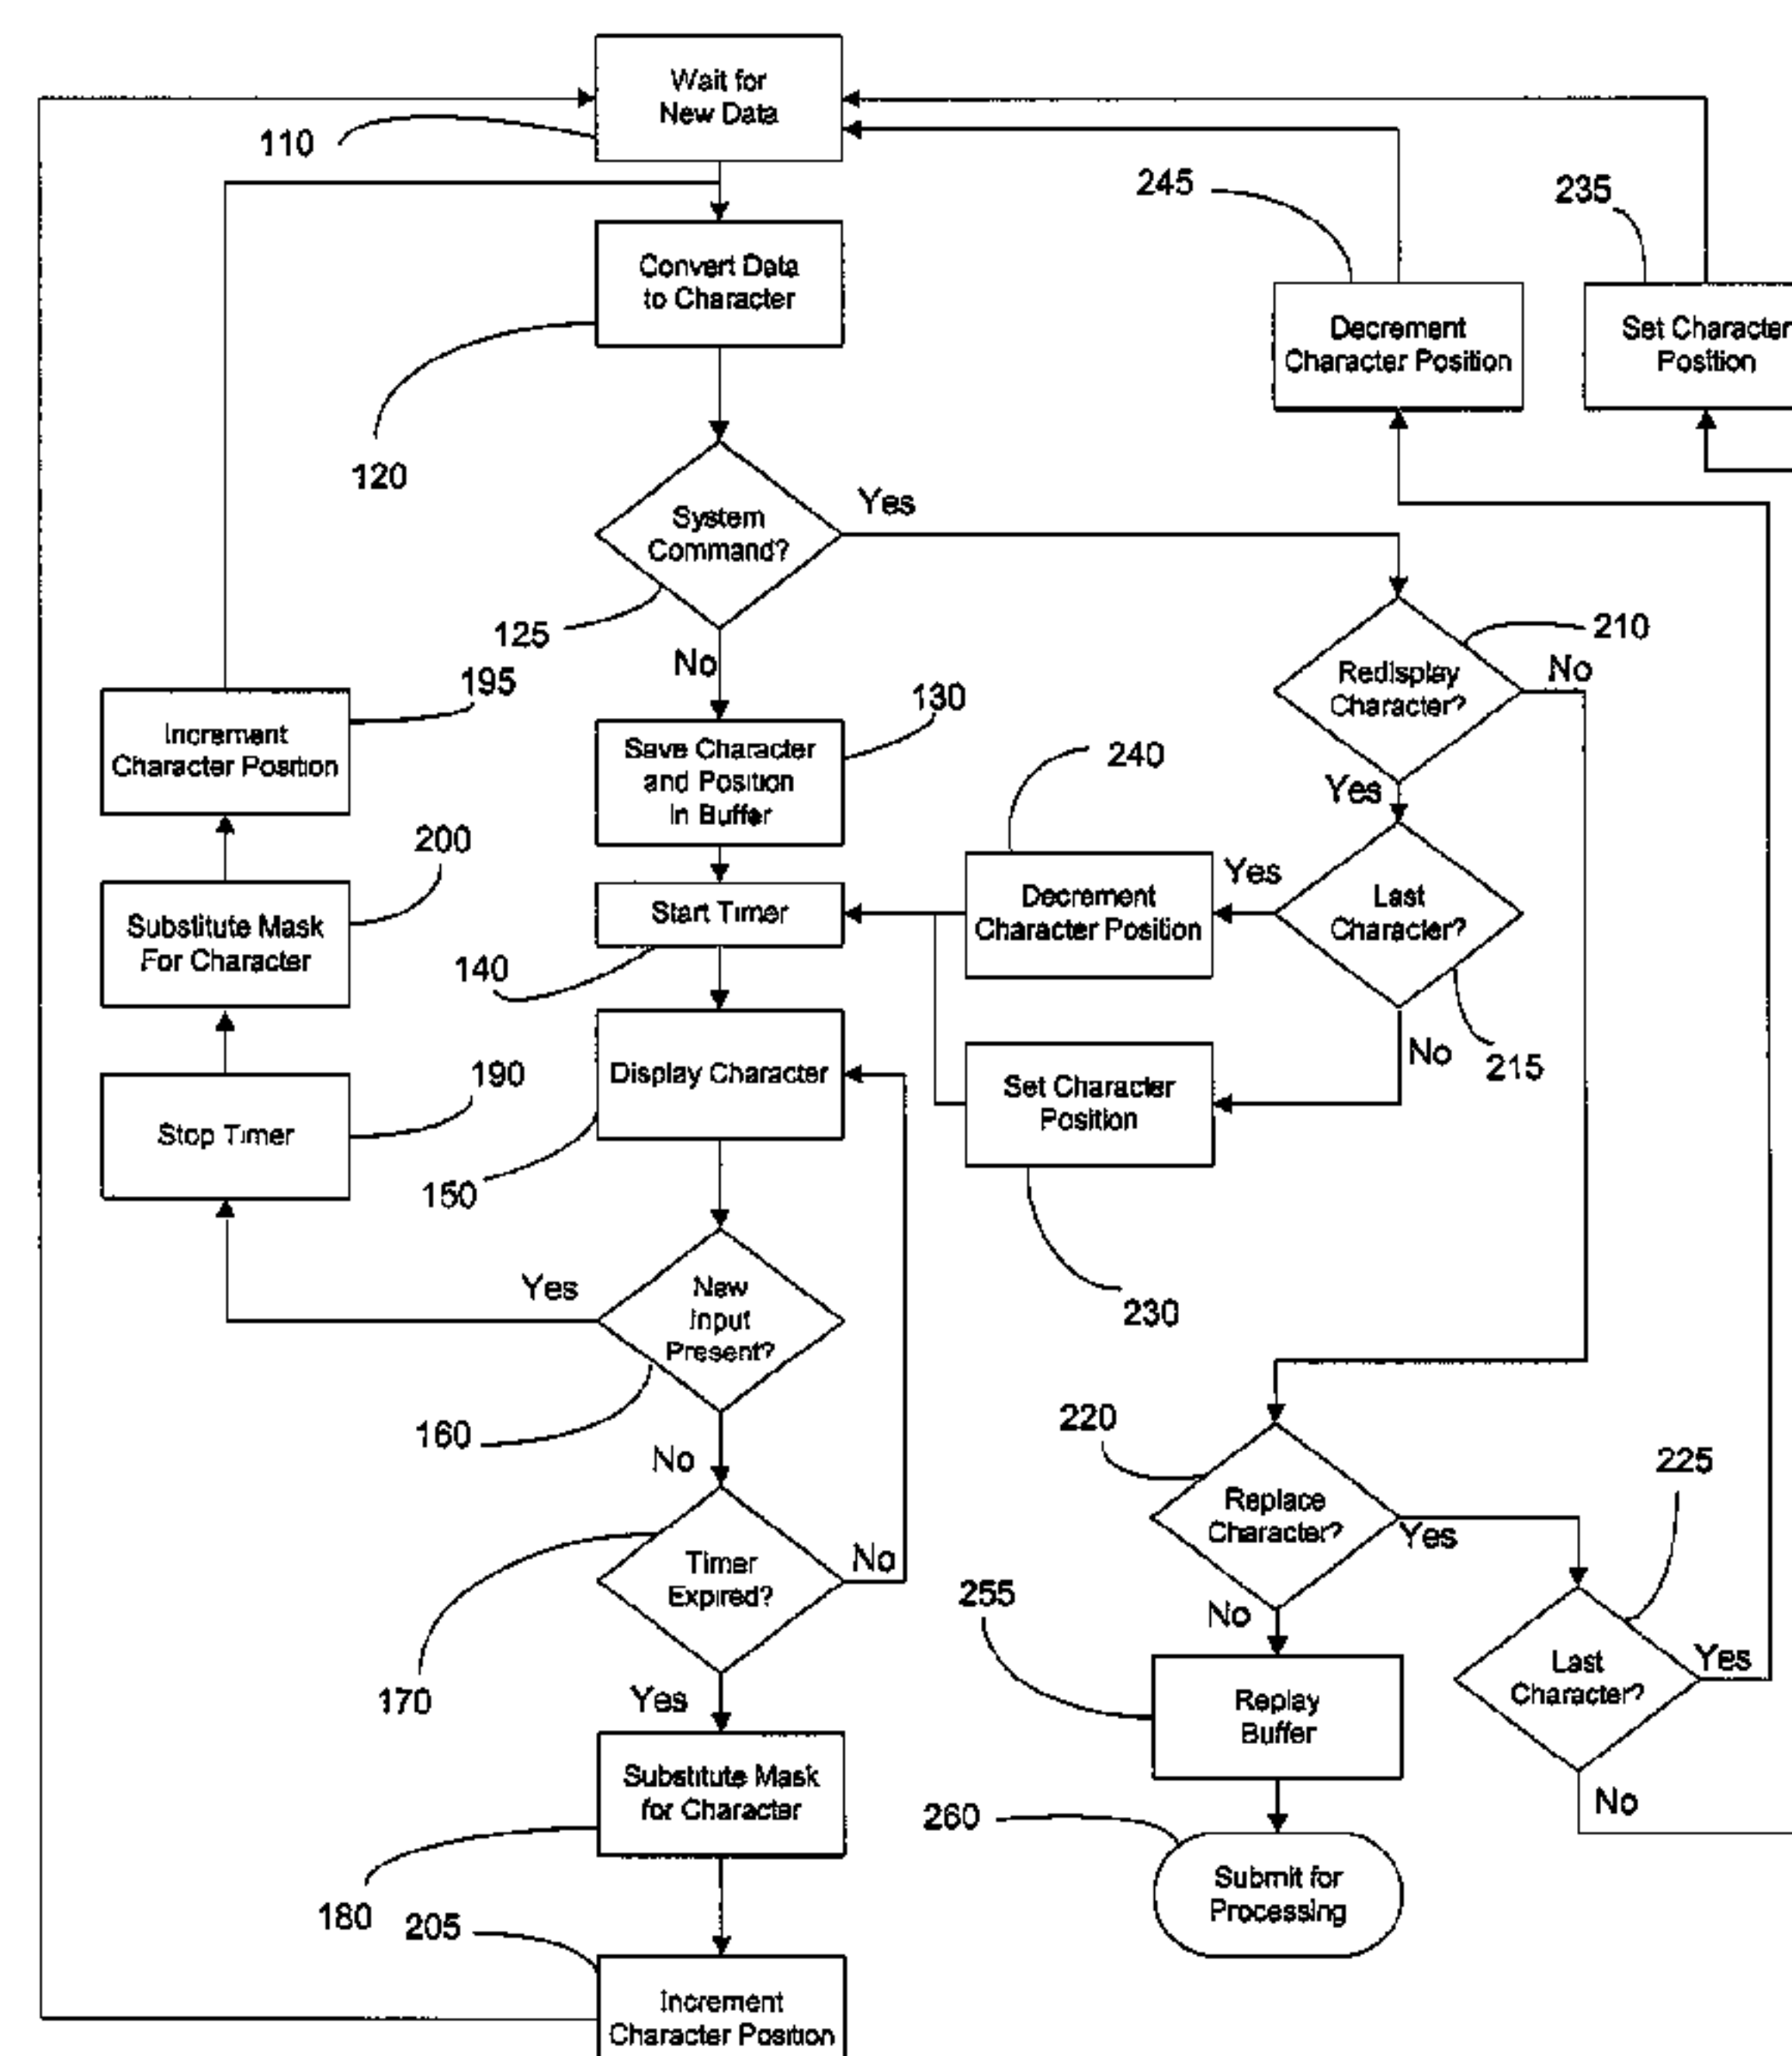 Wait for
New Data
110
245
235
Convert Data
to Character
120
Decrement
Character Position
Set Character
Position
System
Command?
Yes
125
No
210
Redisplay
Character?
No
Yes
195
Increment
Character Position
130
Save Character
and Position
in Buffer
240
200
Substitute Mask
For Character
Start Timer
140
Decrement
Character Position
Yes
Last
Character?
215
No
190
Stop Timer
Display Character
150
Set Character
Position
230
Yes
New
Input
Present?
160
No
220
Replace
Character?
Yes
225
170
Timer
Expired?
No
Yes
255
No
Replay
Buffer
Last
Character?
Yes
No
Substitute Mask
for Character
180
260
Submit for
Processing
205
Increment
Character Position